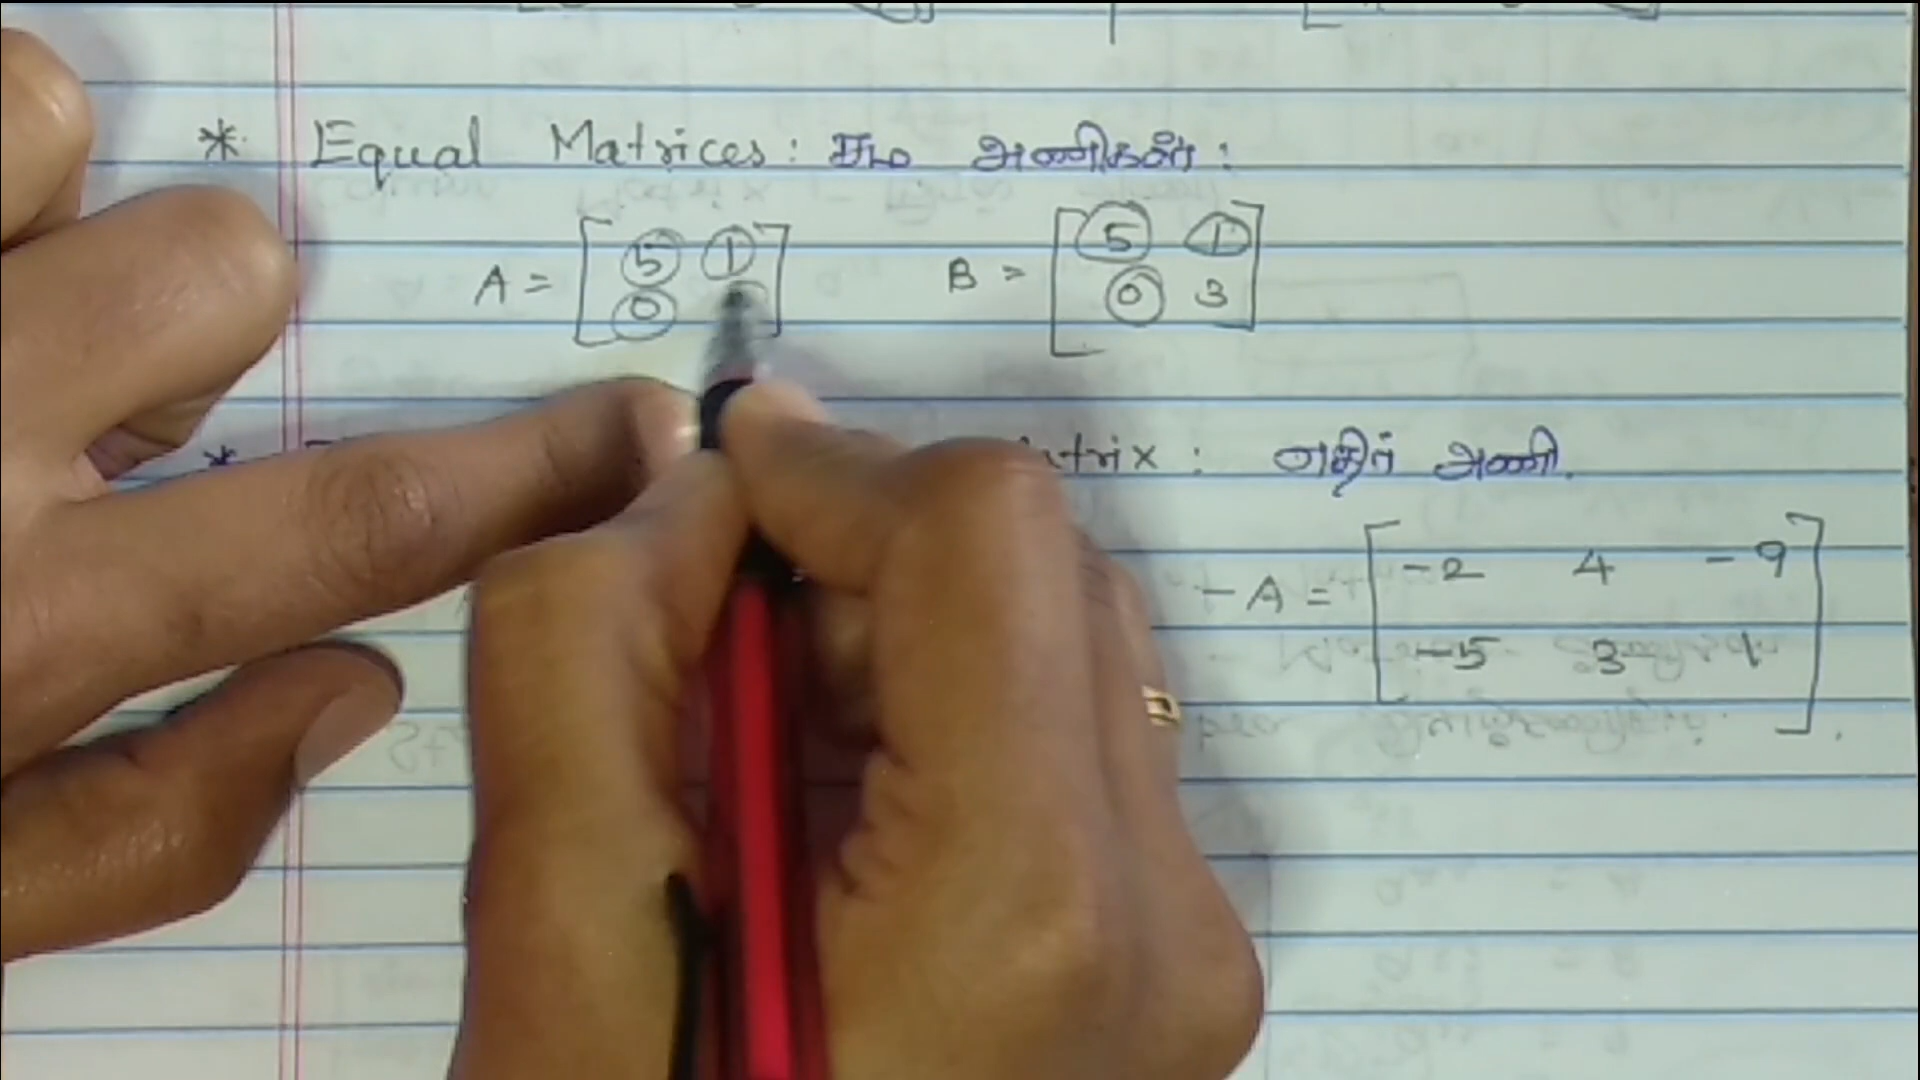 * Equal Matrices : சம அணிகள் :
A = [ 5 1
0 ]
B = [ 5 1
0 3 ]
* atrix : எதிர் அணி.
- A = [ -2 4 -9
-5 3 1 ] .